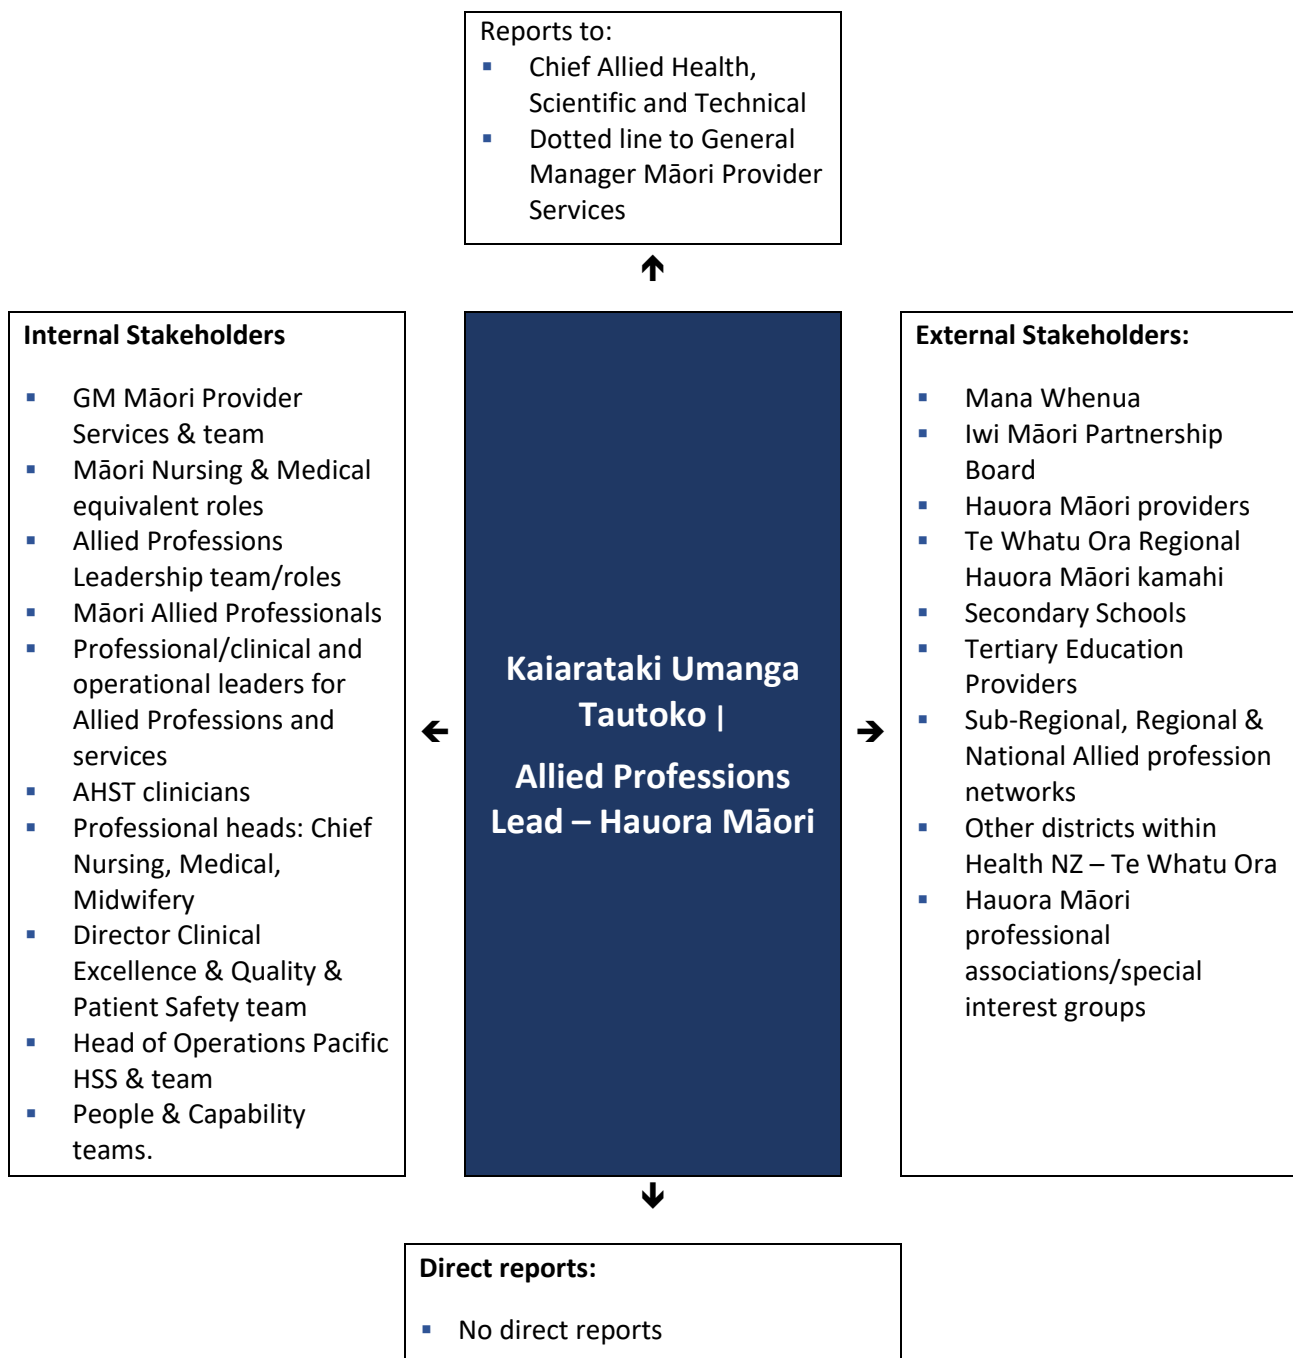 Reports to:
▪ Chief Allied Health,
Scientific and Technical
▪ Dotted line to General
Manager Māori Provider
Services
🡩
Internal Stakeholders
▪ GM Māori Provider
Services & team
▪ Māori Nursing & Medical
equivalent roles
▪ Allied Professions
Leadership team/roles
▪ Māori Allied Professionals
▪ Professional/clinical and
operational leaders for
Allied Professions and
services
▪ AHST clinicians
▪ Professional heads: Chief
Nursing, Medical,
Midwifery
▪ Director Clinical
Excellence & Quality &
Patient Safety team
▪ Head of Operations Pacific
HSS & team
▪ People & Capability
teams.
🡨
Kaiarataki Umanga
Tautoko |
Allied Professions
Lead – Hauora Māori
🡪
External Stakeholders:
▪ Mana Whenua
▪ Iwi Māori Partnership
Board
▪ Hauora Māori providers
▪ Te Whatu Ora Regional
Hauora Māori kamahi
▪ Secondary Schools
▪ Tertiary Education
Providers
▪ Sub-Regional, Regional &
National Allied profession
networks
▪ Other districts within
Health NZ – Te Whatu Ora
▪ Hauora Māori
professional
associations/special
interest groups
🡫
Direct reports:
▪ No direct reports